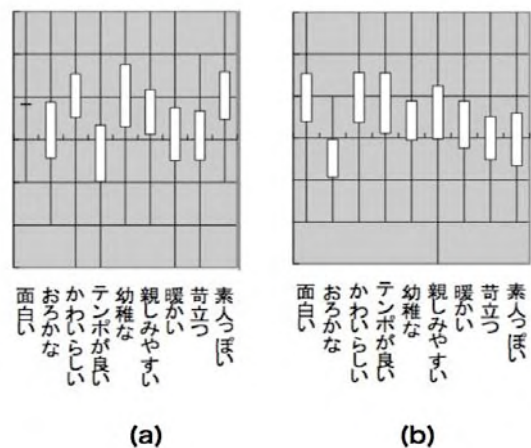 面白い
おろかな
かわいらしい
テンポが良い
幼稚な
親しみやすい
暖かい
苛立つ
素人っぽい
面白い
おろかな
かわいらしい
テンポが良い
幼稚な
親しみやすい
暖かい
苛立つ
素人っぽい
(a)
(b)